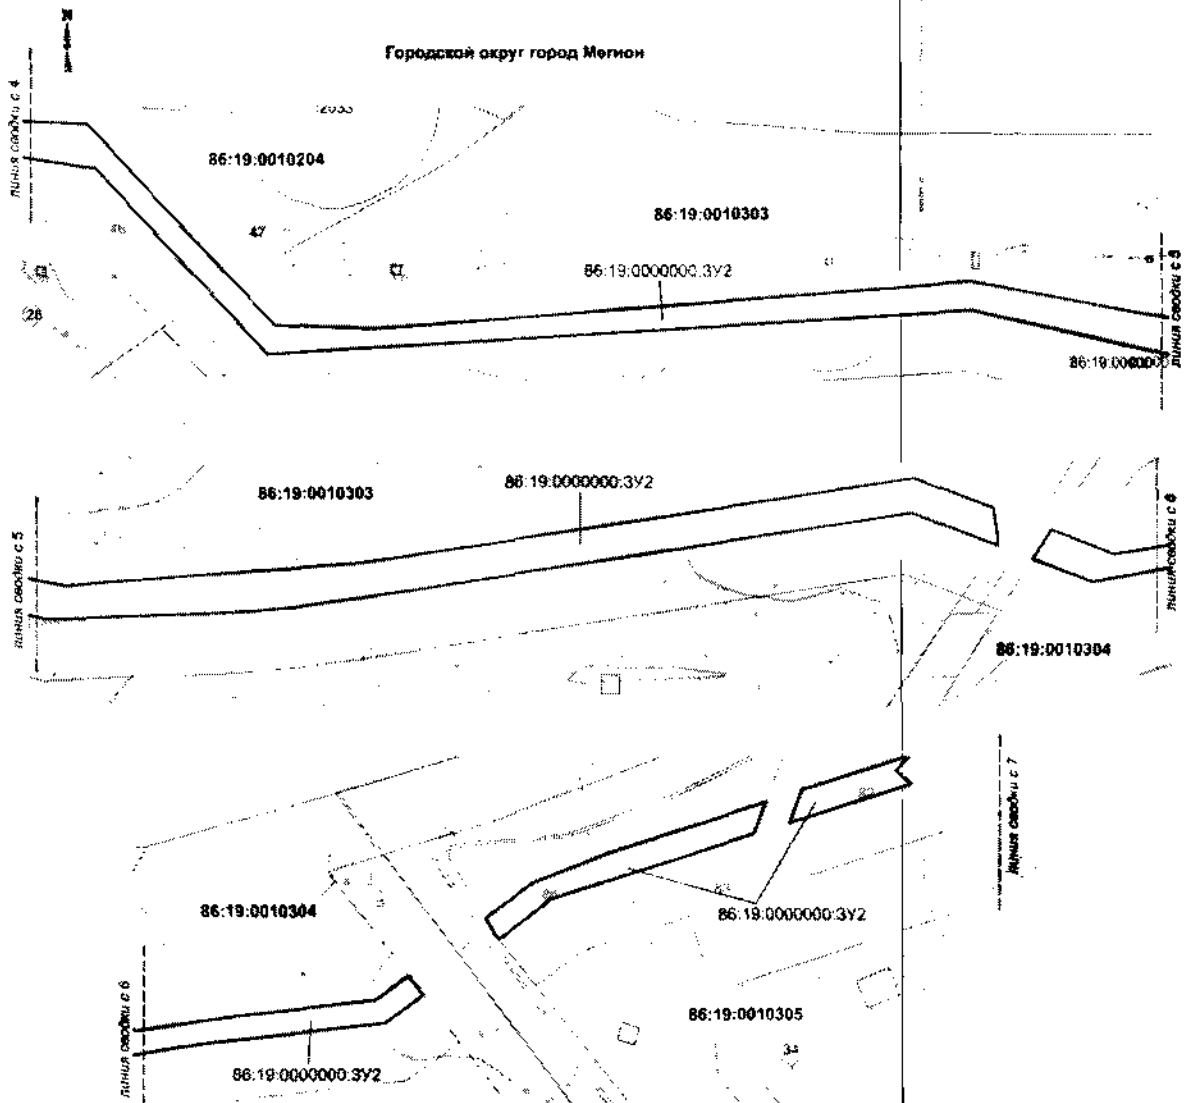 Городской округ город Мегион
линия сводки с 4
86:19:0010204
47
26
86:19:0010303
86:19:0000000:ЗУ2
линия сводки с 5
86:19:0010303
86:19:0000000:ЗУ2
линия сводки с 5
линия сводки с 6
86:19:0010304
линия сводки с 7
86:19:0010304
86:19:0000000:ЗУ2
линия сводки с 6
86:19:0010305
86:19:0000000:ЗУ2